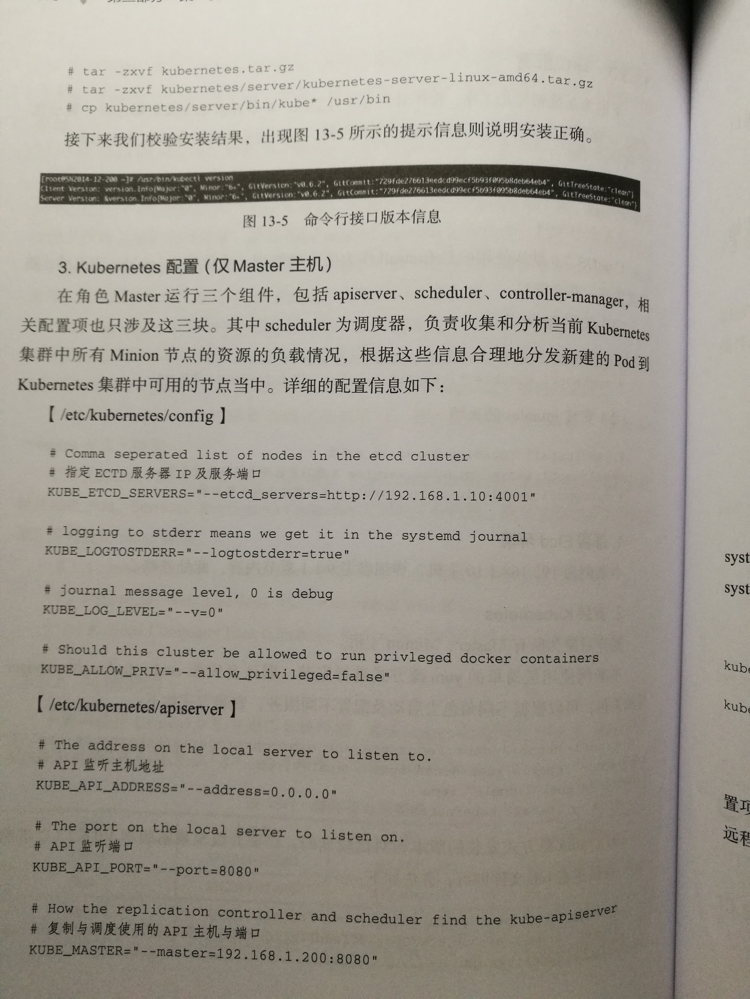 # tar -zxvf kubernetes.tar.gz
# tar -zxvf kubernetes/server/kubernetes-server-linux-amd64.tar.gz
# cp kubernetes/server/bin/kube* /usr/bin
接下来我们校验安装结果，出现图 13-5 所示的提示信息则说明安装正确。
[root@SN2014-12-200 ~]# /usr/bin/kubectl version
Client Version: version.Info{Major:"0", Minor:"6+", GitVersion:"v0.6.2", GitCommit:"729fde276613eedcd99ecf5b93f095b8deb64eb4", GitTreeState:"clean"}
Server Version: &version.Info{Major:"0", Minor:"6+", GitVersion:"v0.6.2", GitCommit:"729fde276613eedcd99ecf5b93f095b8deb64eb4", GitTreeState:"clean"}
图 13-5 命令行接口版本信息
3. Kubernetes 配置（仅 Master 主机）
在角色 Master 运行三个组件，包括 apiserver、scheduler、controller-manager，相
关配置项也只涉及这三块。其中 scheduler 为调度器，负责收集和分析当前 Kubernetes
集群中所有 Minion 节点的资源的负载情况，根据这些信息合理地分发新建的 Pod 到
Kubernetes 集群中可用的节点当中。详细的配置信息如下：
【 /etc/kubernetes/config 】
# Comma seperated list of nodes in the etcd cluster
# 指定 ECTD 服务器 IP 及服务端口
KUBE_ETCD_SERVERS="--etcd_servers=http://192.168.1.10:4001"
# logging to stderr means we get it in the systemd journal
KUBE_LOGTOSTDERR="--logtostderr=true"
# journal message level, 0 is debug
KUBE_LOG_LEVEL="--v=0"
# Should this cluster be allowed to run privleged docker containers
KUBE_ALLOW_PRIV="--allow_privileged=false"
【 /etc/kubernetes/apiserver 】
# The address on the local server to listen to.
# API 监听主机地址
KUBE_API_ADDRESS="--address=0.0.0.0"
# The port on the local server to listen on.
# API 监听端口
KUBE_API_PORT="--port=8080"
# How the replication controller and scheduler find the kube-apiserver
# 复制与调度使用的 API 主机与端口
KUBE_MASTER="--master=192.168.1.200:8080"
syst
syst
kube
kube
置项
远程